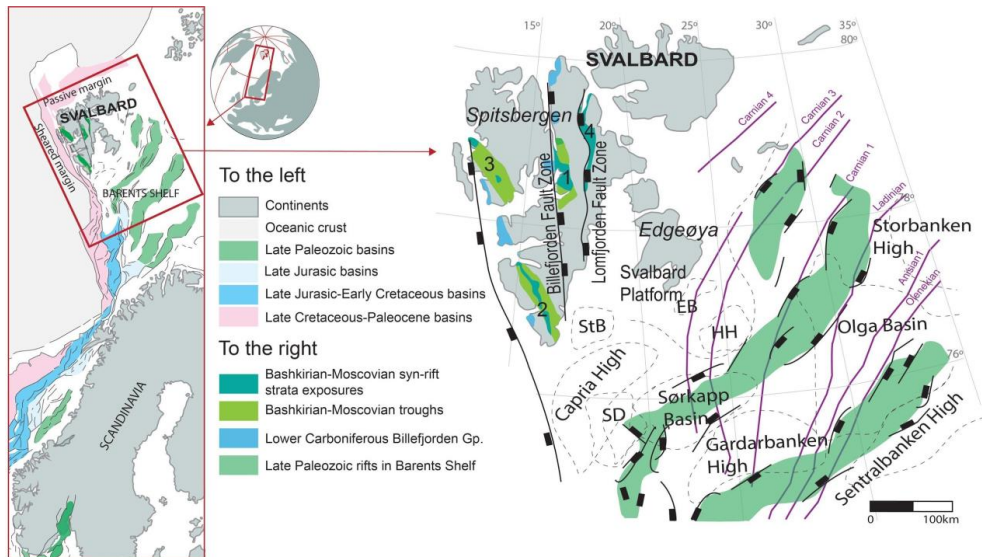 Passive margin
SVALBARD
Sheared margin
BARENTS SHELF
SCANDINAVIA
To the left
Continents
Oceanic crust
Late Paleozoic basins
Late Jurasic basins
Late Jurasic-Early Cretaceous basins
Late Cretaceous-Paleocene basins
To the right
Bashkirian-Moscovian syn-rift
strata exposures
Bashkirian-Moscovian troughs
Lower Carboniferous Billefjorden Gp.
Late Paleozoic rifts in Barents Shelf
15°
20°
25°
30°
35°
80°
SVALBARD
Spitsbergen
Carnian 4
Carnian 3
Carnian 2
Carnian 1
Ladinian
78°
Anisian1
Olenekian
76°
3
4
1
2
Billefjorden Fault Zone
Lomfjorden Fault Zone
Edgeøya
Storbanken
High
Svalbard
Platform
EB
StB
HH
Olga Basin
Capria High
SD
Sørkapp
Basin
Gardarbanken
High
Sentralbanken High
0
100km